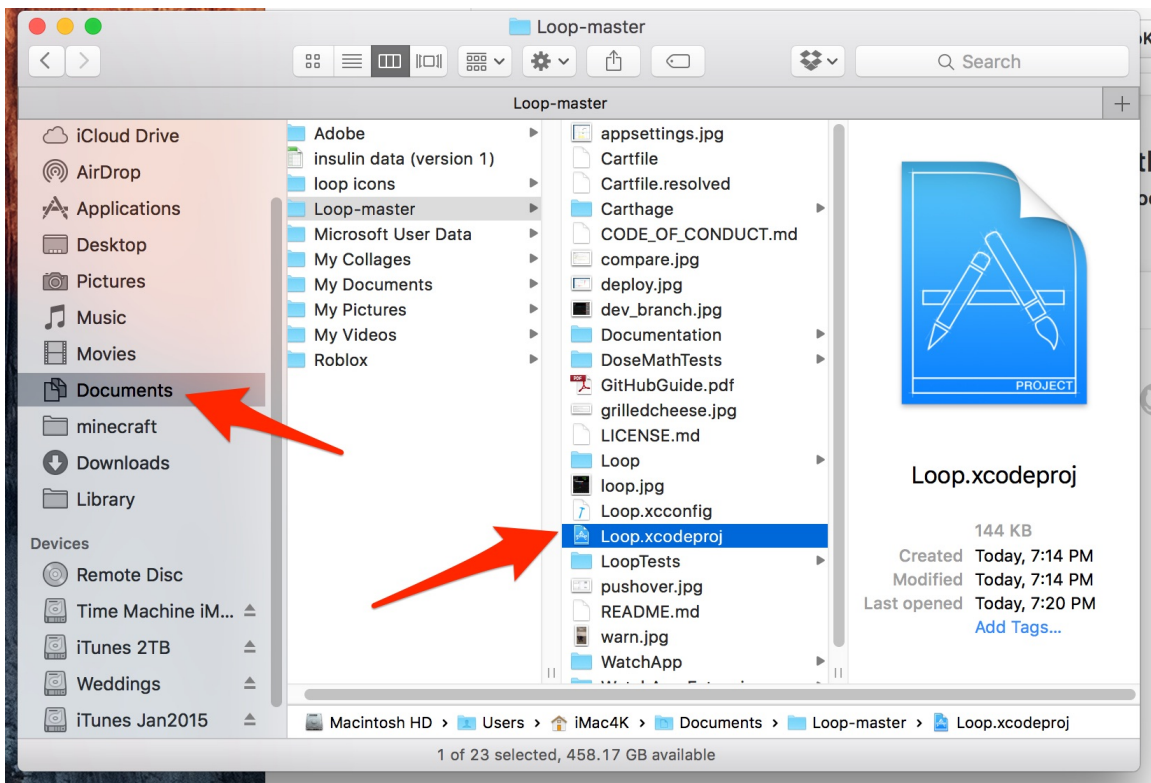 Loop-master
Search
Loop-master
iCloud Drive
AirDrop
Applications
Desktop
Pictures
Music
Movies
Documents
minecraft
Downloads
Library
Devices
Remote Disc
Time Machine iM...
iTunes 2TB
Weddings
iTunes Jan2015
Adobe
insulin data (version 1)
loop icons
Loop-master
Microsoft User Data
My Collages
My Documents
My Pictures
My Videos
Roblox
appsettings.jpg
Cartfile
Cartfile.resolved
Carthage
CODE_OF_CONDUCT.md
compare.jpg
deploy.jpg
dev_branch.jpg
Documentation
DoseMathTests
GitHubGuide.pdf
grilledcheese.jpg
LICENSE.md
Loop
loop.jpg
Loop.xcconfig
Loop.xcodeproj
LoopTests
pushover.jpg
README.md
warn.jpg
WatchApp
PROJECT
Loop.xcodeproj
144 KB
Created Today, 7:14 PM
Modified Today, 7:14 PM
Last opened Today, 7:20 PM
Add Tags...
Macintosh HD > Users > iMac4K > Documents > Loop-master > Loop.xcodeproj
1 of 23 selected, 458.17 GB available